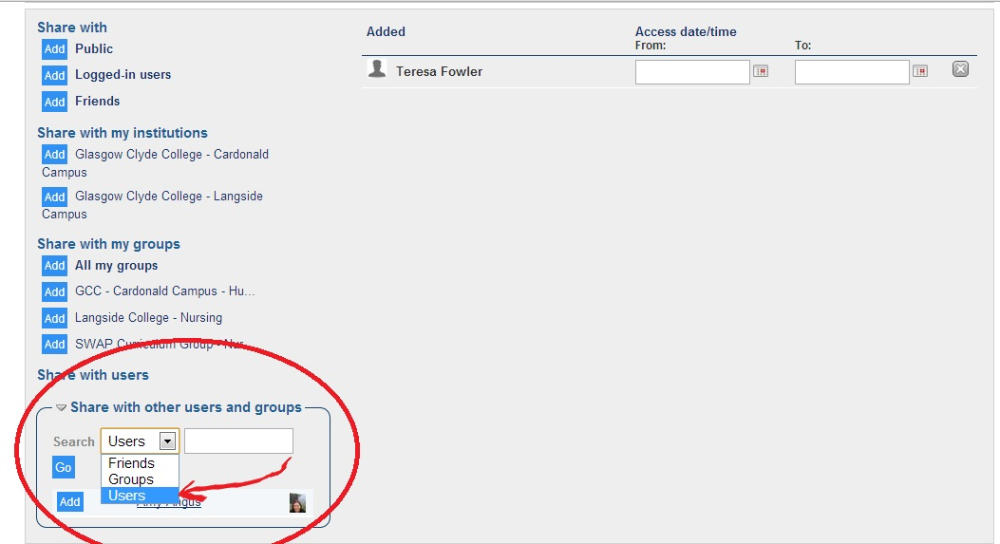 Share with
Add Public
Add Logged-in users
Add Friends
Share with my institutions
Add Glasgow Clyde College - Cardonald
Campus
Add Glasgow Clyde College - Langside
Campus
Share with my groups
Add All my groups
Add GCC - Cardonald Campus - Hu...
Add Langside College - Nursing
Add SWAP Curriculum Group - Nur...
Share with users
Share with other users and groups
Search Users
Go
Friends
Groups
Users
Add Amy Angus
Added Access date/time
From: To:
Teresa Fowler